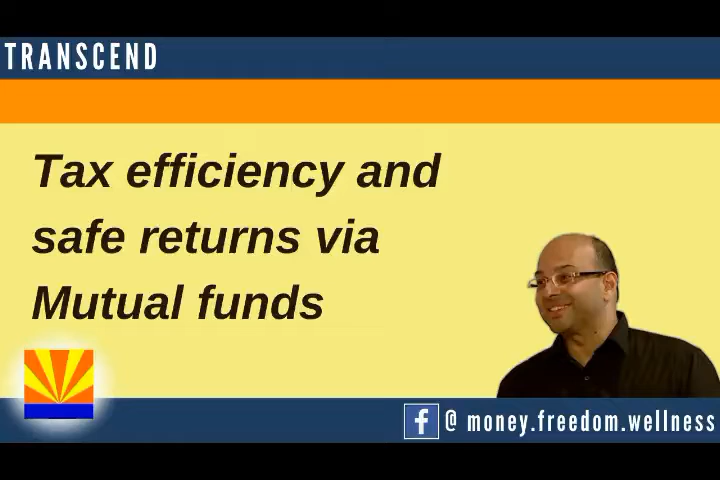 TRANSCEND
Tax efficiency and
safe returns via
Mutual funds
f @ money.freedom.wellness